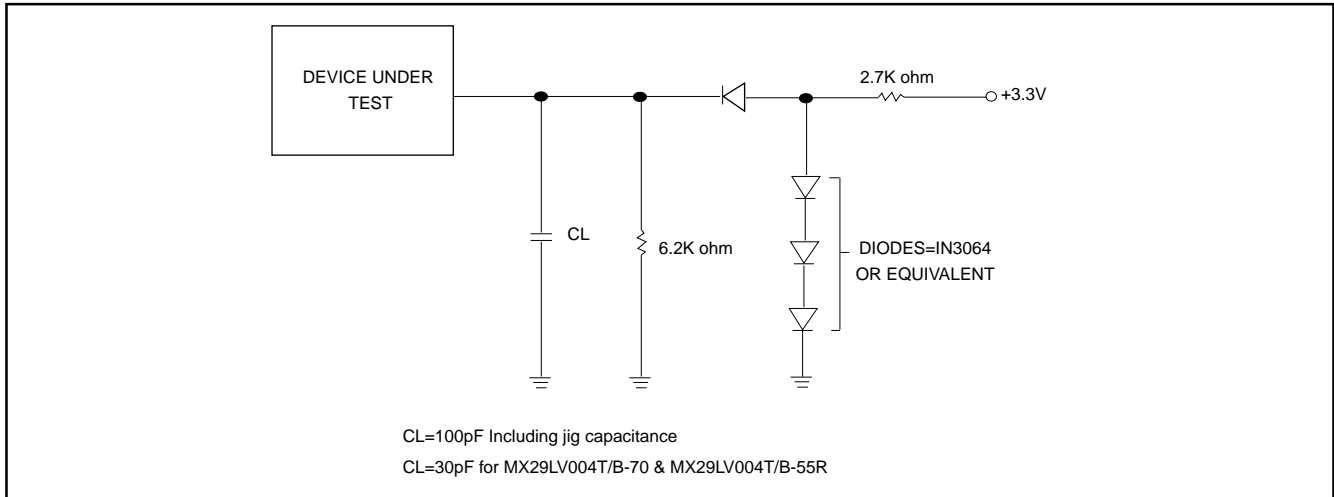 DEVICE UNDER
TEST
2.7K ohm
+3.3V
CL
6.2K ohm
DIODES=IN3064
OR EQUIVALENT
CL=100pF Including jig capacitance
CL=30pF for MX29LV004T/B-70 & MX29LV004T/B-55R